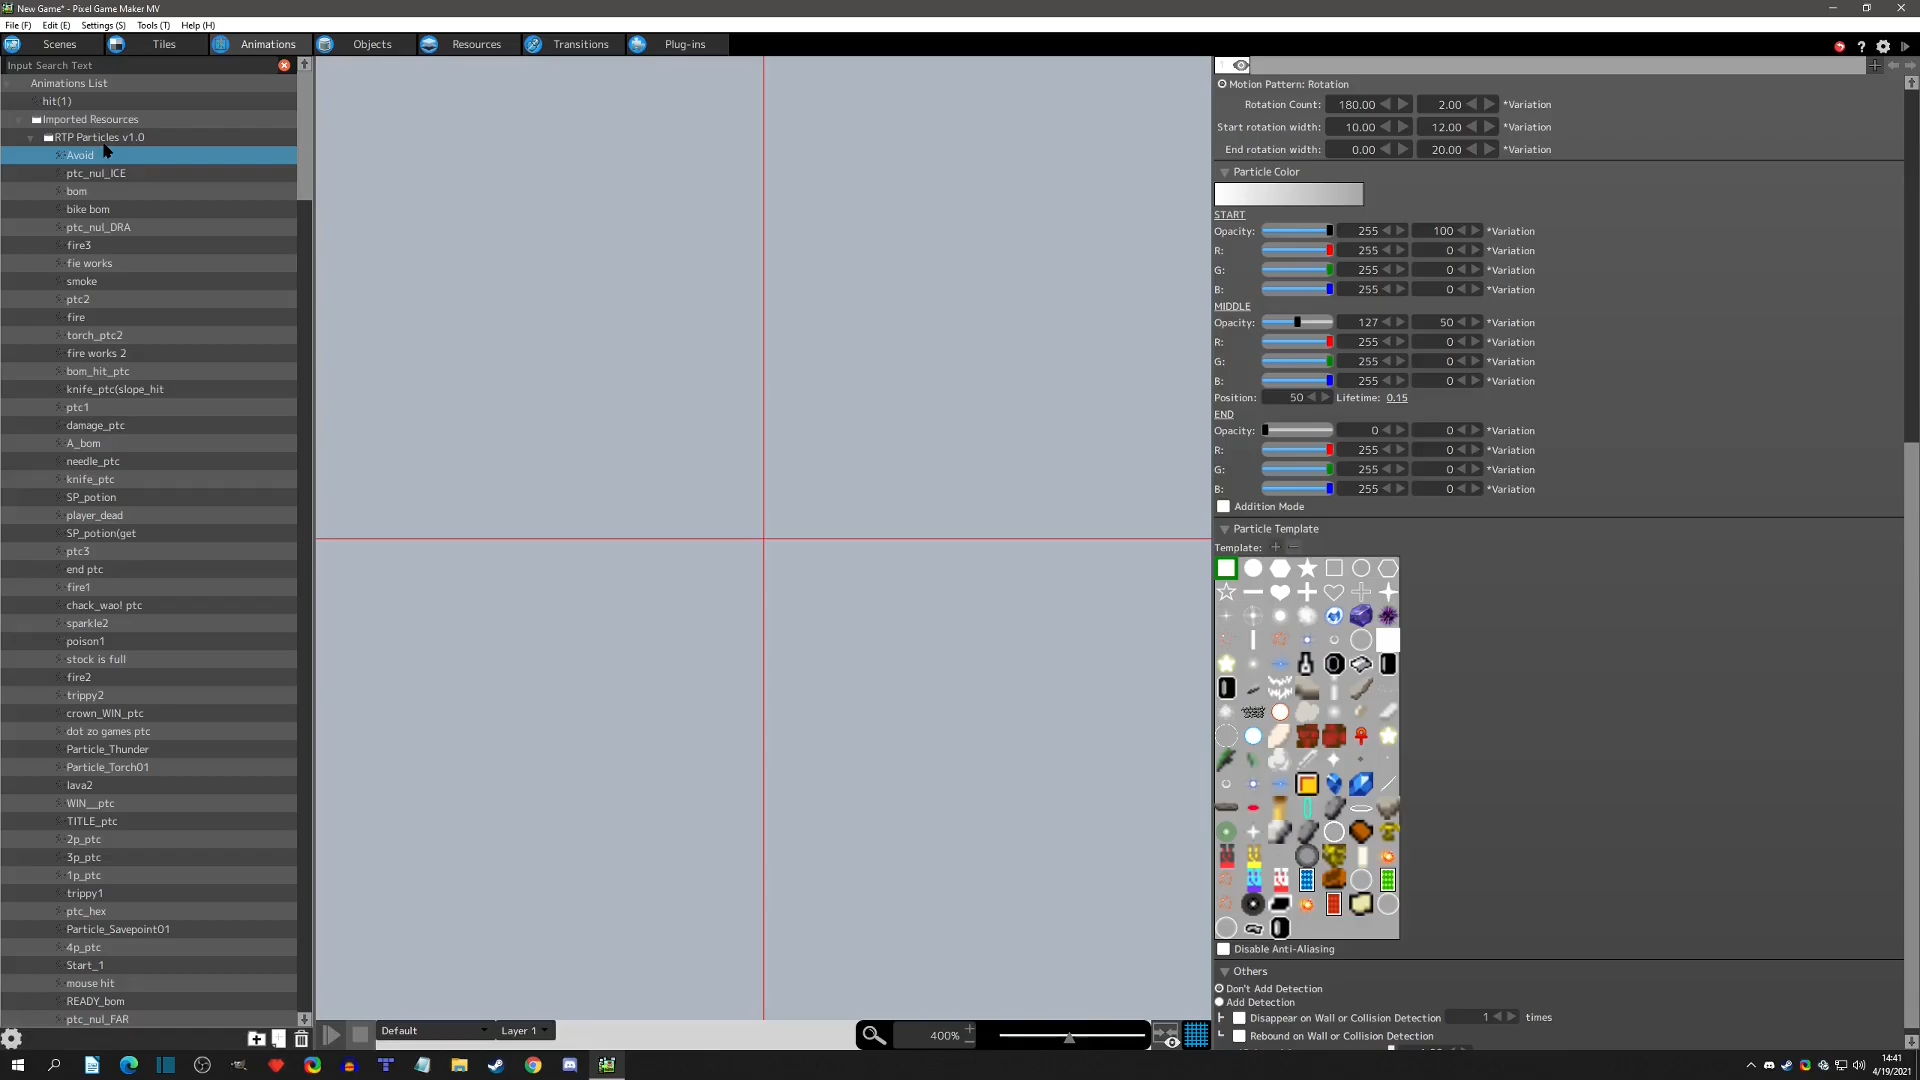 New Game* - Pixel Game Maker MV
File (F) Edit (E) Settings (S) Tools (T) Help (H)
Scenes Tiles Animations Objects Resources Transitions Plug-ins
Input Search Text
Animations List
hit(1)
Imported Resources
RTP Particles v1.0
Avoid
ptc_nul_ICE
bom
bike bom
ptc_nul_DRA
fire3
fie works
smoke
ptc2
fire
torch_ptc2
fire works 2
bom_hit_ptc
knife_ptc(slope_hit
ptc1
damage_ptc
A_bom
needle_ptc
knife_ptc
SP_potion
player_dead
SP_potion(get
ptc3
end ptc
fire1
chack_wao! ptc
sparkle2
poison1
stock is full
fire2
trippy2
crown_WIN_ptc
dot zo games ptc
Particle_Thunder
Particle_Torch01
lava2
WIN__ptc
TITLE_ptc
2p_ptc
3p_ptc
1p_ptc
trippy1
ptc_hex
Particle_Savepoint01
4p_ptc
Start_1
mouse hit
READY_bom
ptc_nul_FAR
Default Layer 1 400%
Motion Pattern: Rotation
Rotation Count: 180.00 2.00 *Variation
Start rotation width: 10.00 12.00 *Variation
End rotation width: 0.00 20.00 *Variation
Particle Color
START
Opacity: 255 100 *Variation
R: 255 0 *Variation
G: 255 0 *Variation
B: 255 0 *Variation
MIDDLE
Opacity: 127 50 *Variation
R: 255 0 *Variation
G: 255 0 *Variation
B: 255 0 *Variation
Position: 50 Lifetime: 0.15
END
Opacity: 0 0 *Variation
R: 255 0 *Variation
G: 255 0 *Variation
B: 255 0 *Variation
Addition Mode
Particle Template
Template: + -
Disable Anti-Aliasing
Others
Don't Add Detection
Add Detection
Disappear on Wall or Collision Detection 1 times
Rebound on Wall or Collision Detection
14:41
4/19/2021